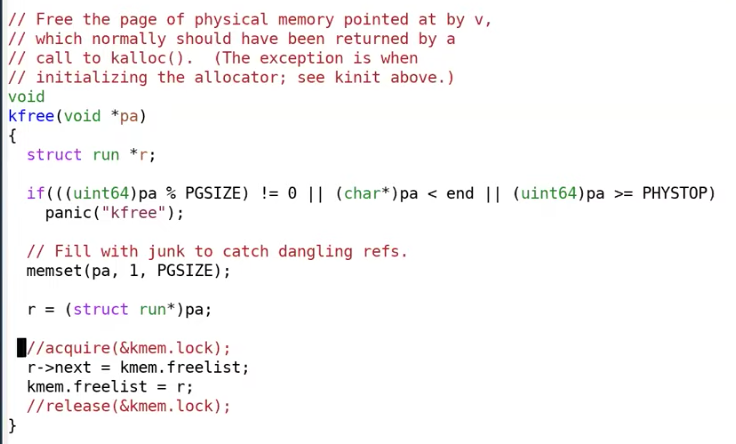 // Free the page of physical memory pointed at by v,
// which normally should have been returned by a
// call to kalloc().  (The exception is when
// initializing the allocator; see kinit above.)
void
kfree(void *pa)
{
  struct run *r;

  if(((uint64)pa % PGSIZE) != 0 || (char*)pa < end || (uint64)pa >= PHYSTOP)
    panic("kfree");

  // Fill with junk to catch dangling refs.
  memset(pa, 1, PGSIZE);

  r = (struct run*)pa;

  //acquire(&kmem.lock);
  r->next = kmem.freelist;
  kmem.freelist = r;
  //release(&kmem.lock);
}